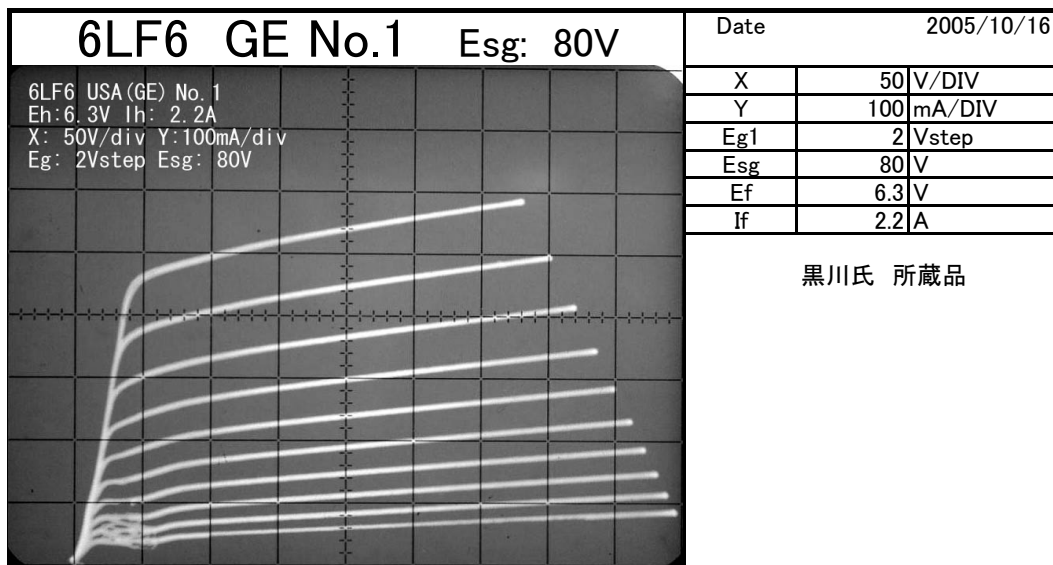 6LF6 GE No.1 Esg: 80V
Date 2005/10/16
6LF6 USA(GE) No.1
Eh:6.3V Ih: 2.2A
X: 50V/div Y:100mA/div
Eg: 2Vstep Esg: 80V
X 50 V/DIV
Y 100 mA/DIV
Eg1 2 Vstep
Esg 80 V
Ef 6.3 V
If 2.2 A
黒川氏 所蔵品